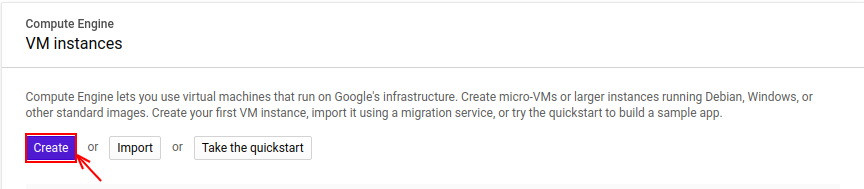 Compute Engine
VM instances
Compute Engine lets you use virtual machines that run on Google's infrastructure. Create micro-VMs or larger instances running Debian, Windows, or
other standard images. Create your first VM instance, import it using a migration service, or try the quickstart to build a sample app.
Create or Import or Take the quickstart